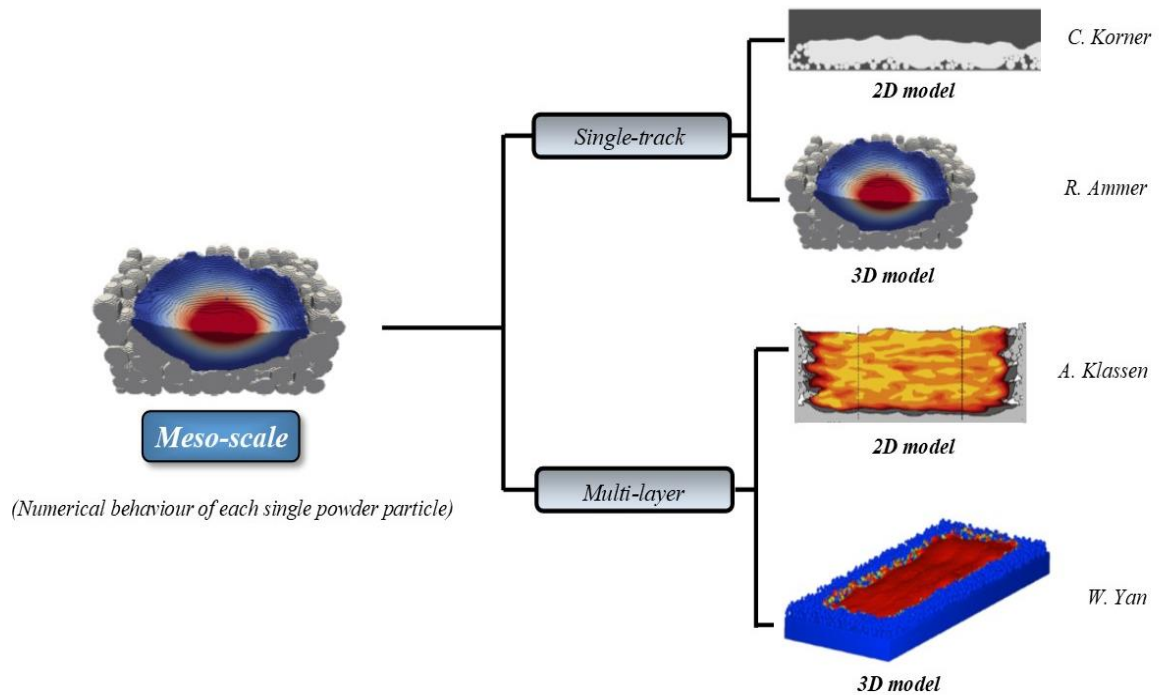 C. Korner
2D model
Single-track
R. Ammer
3D model
Meso-scale
(Numerical behaviour of each single powder particle)
A. Klassen
2D model
Multi-layer
W. Yan
3D model